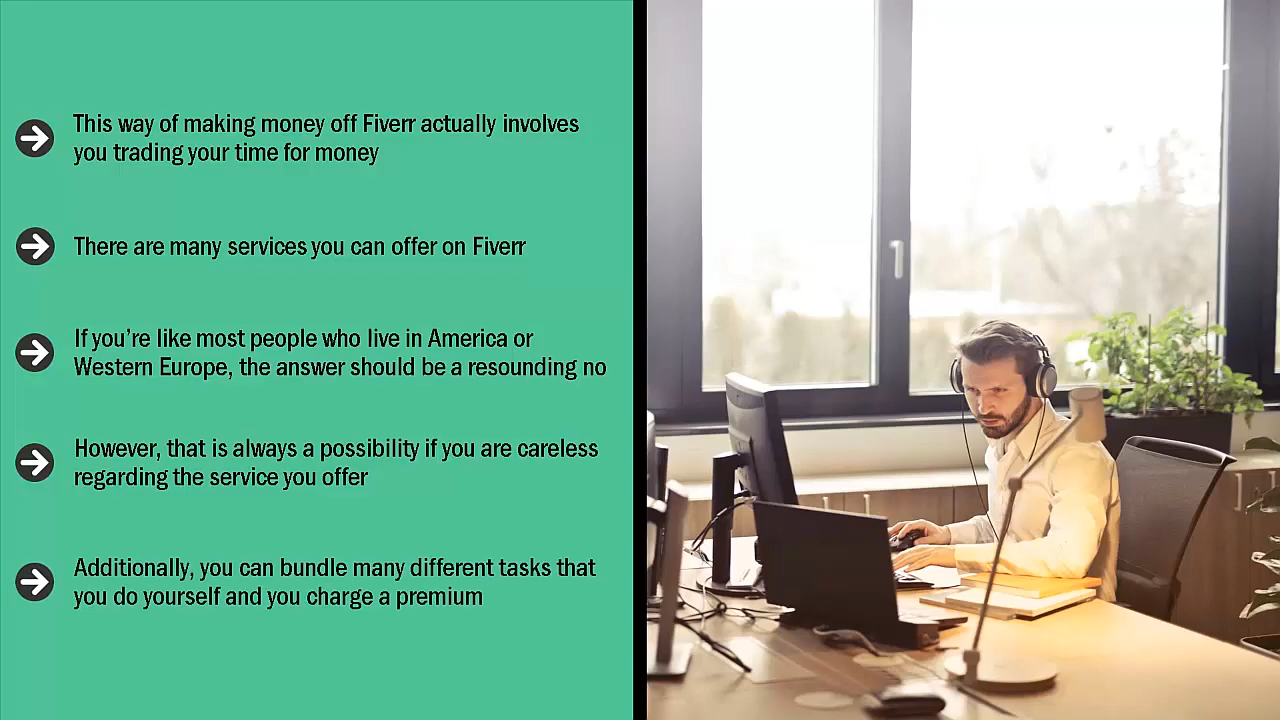 This way of making money off Fiverr actually involves
you trading your time for money
There are many services you can offer on Fiverr
If you're like most people who live in America or
Western Europe, the answer should be a resounding no
However, that is always a possibility if you are careless
regarding the service you offer
Additionally, you can bundle many different tasks that
you do yourself and you charge a premium